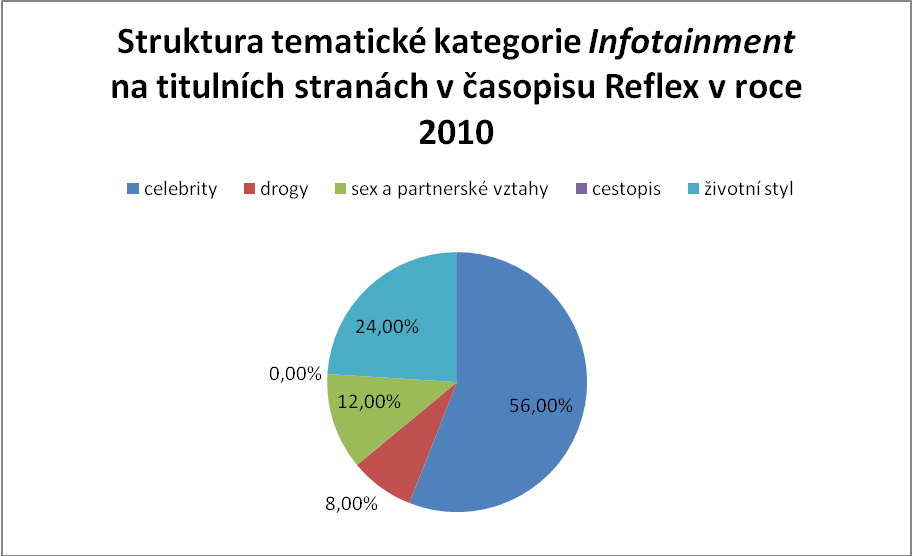 Struktura tematické kategorie Infotainment
na titulních stranách v časopisu Reflex v roce
2010
celebrity drogy sex a partnerské vztahy cestopis životní styl
24,00%
0,00%
12,00%
56,00%
8,00%